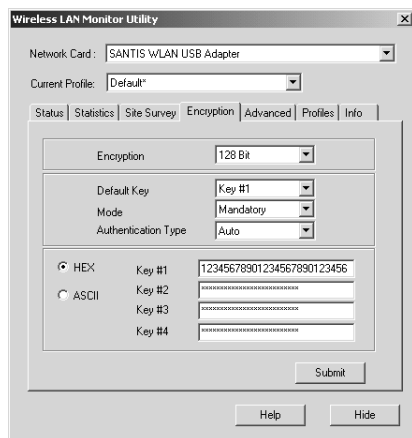 Wireless LAN Monitor Utility
Network Card : SANTIS WLAN USB Adapter
Current Profile: Default*
Status Statistics Site Survey Encryption Advanced Profiles Info
Encryption 128 Bit
Default Key Key #1
Mode Mandatory
Authentication Type Auto
HEX Key #1 12345678901234567890123456
ASCII Key #2 **************************
Key #3 **************************
Key #4 **************************
Submit
Help Hide